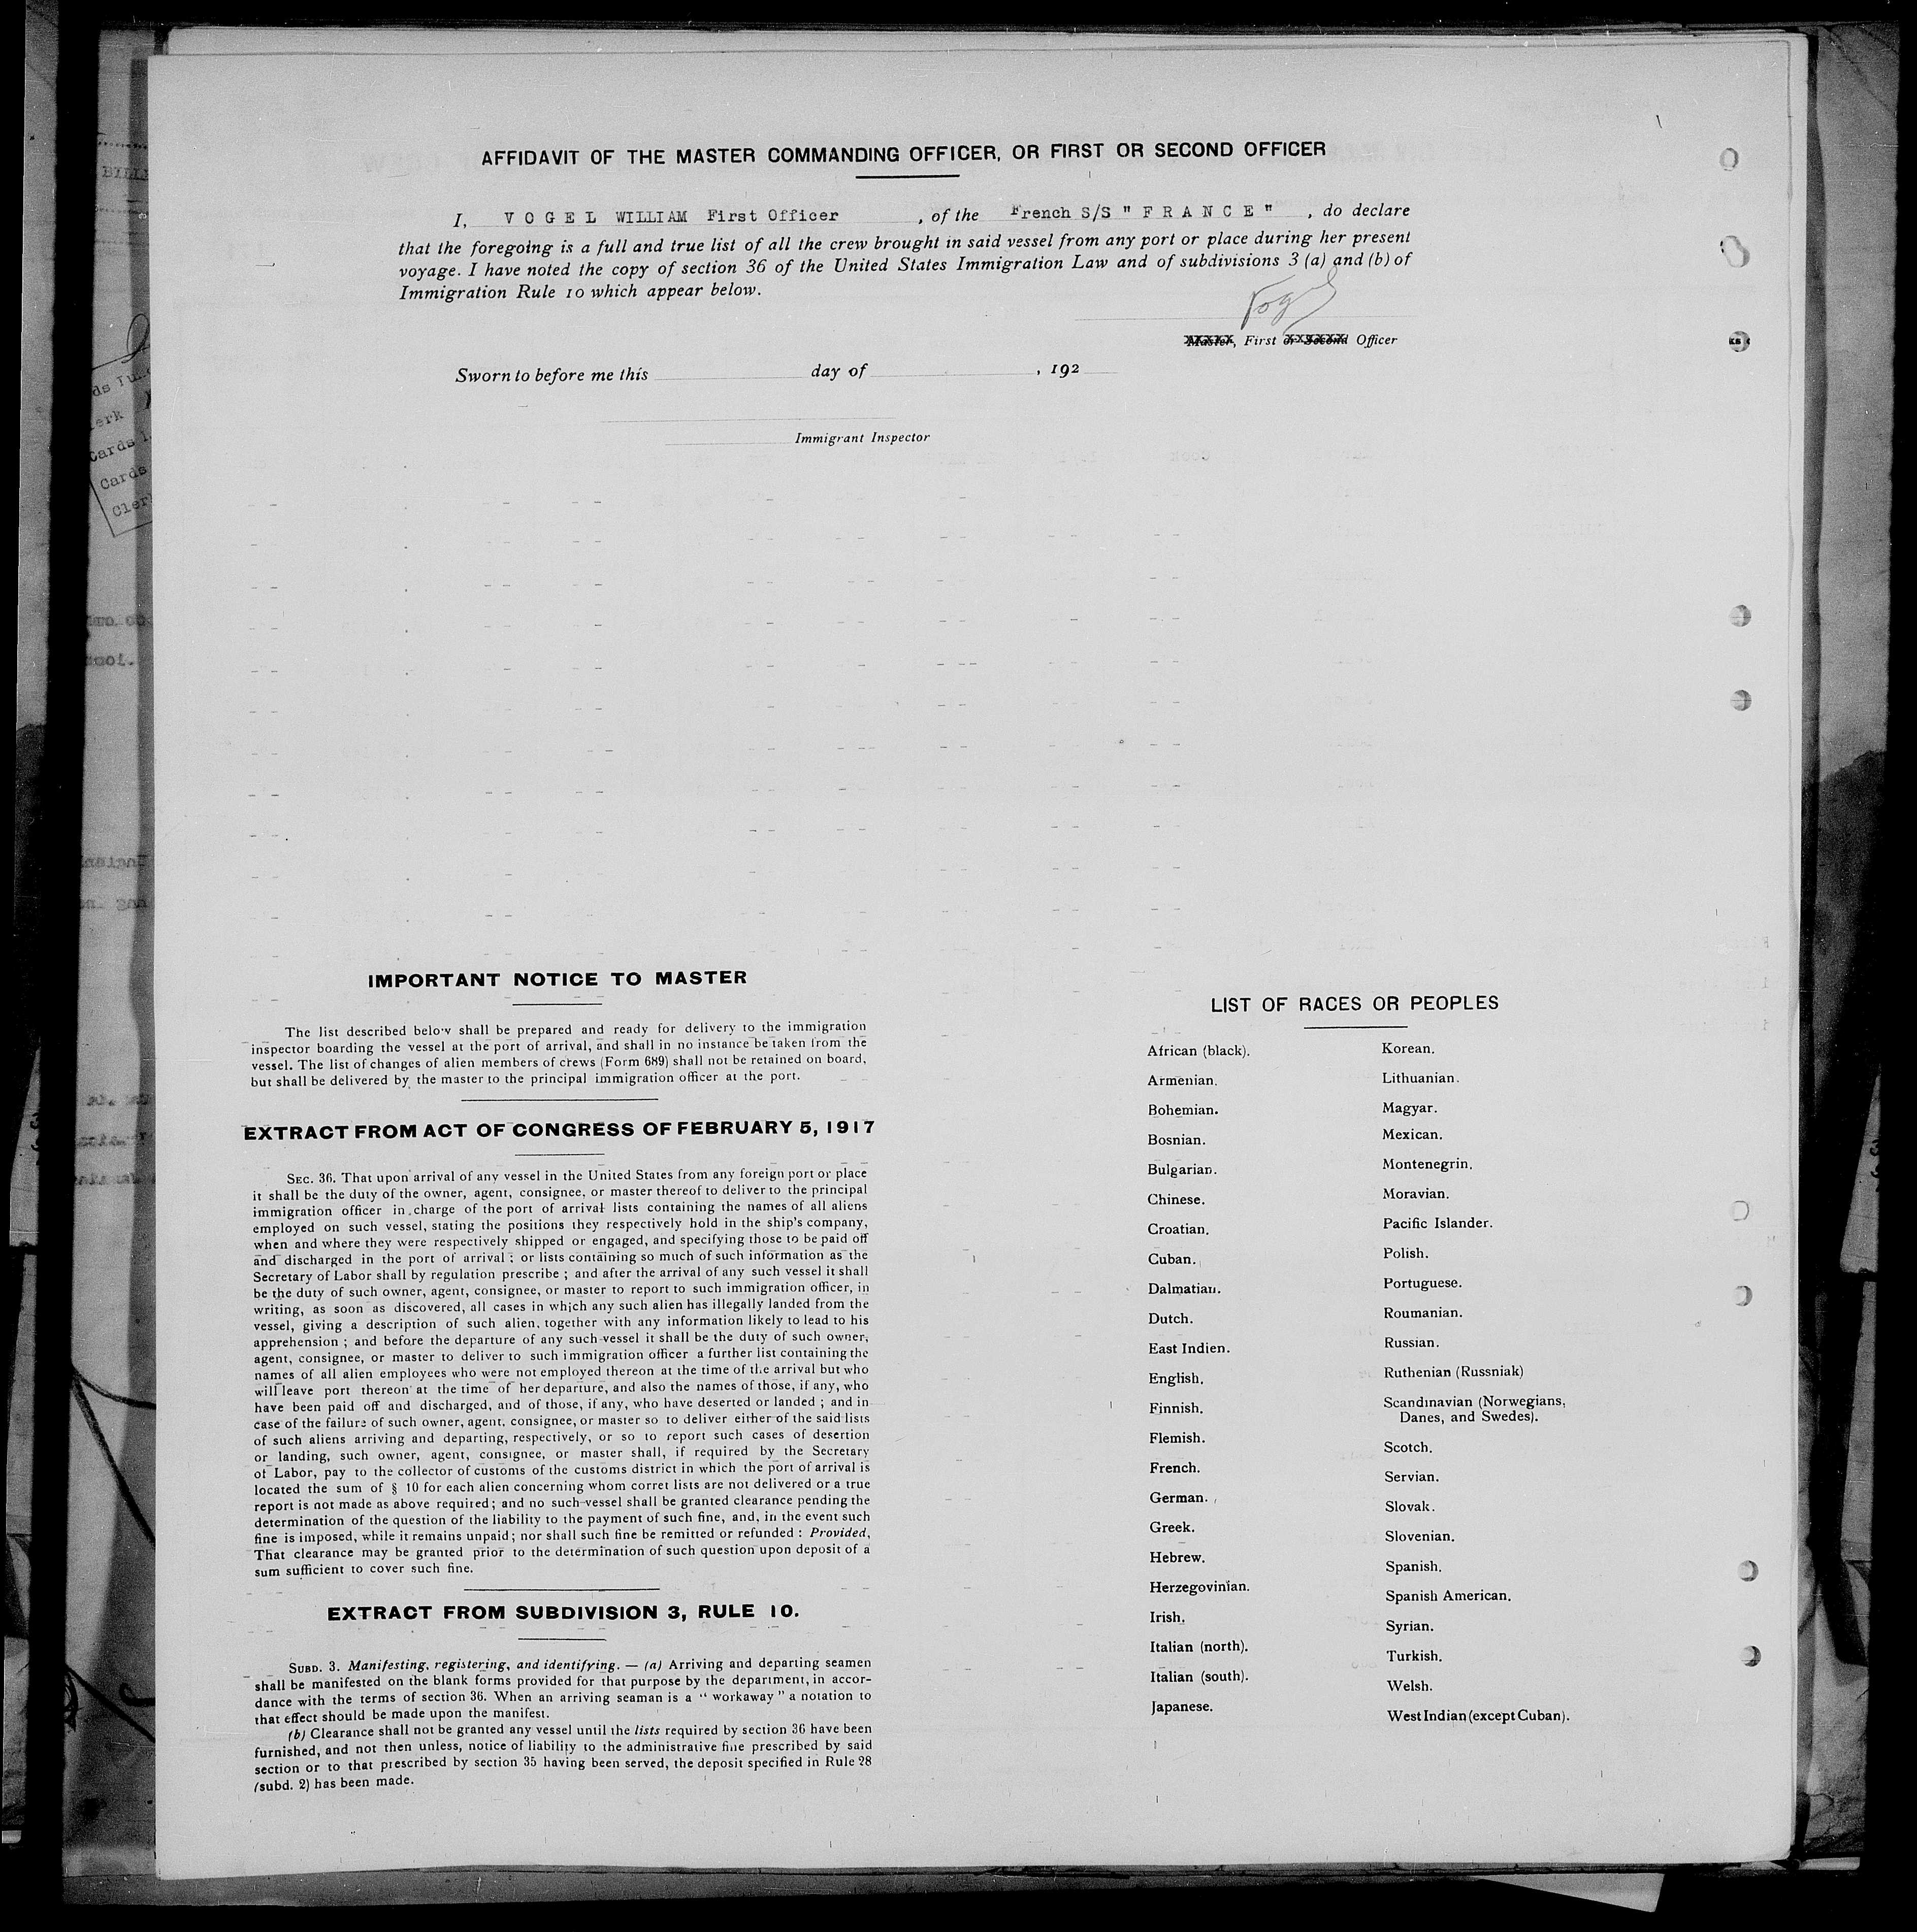 AFFIDAVIT OF THE MASTER COMMANDING OFFICER, OR FIRST OR SECOND OFFICER
I, VOGEL WILLIAM First Officer , of the French S/S " F R A N C E " , do declare
that the foregoing is a full and true list of all the crew brought in said vessel from any port or place during her present
voyage. I have noted the copy of section 36 of the United States Immigration Law and of subdivisions 3 (a) and (b) of
Immigration Rule 10 which appear below.
Vogel
Master, First or Second Officer
Sworn to before me this day of , 192
Immigrant Inspector
IMPORTANT NOTICE TO MASTER
The list described below shall be prepared and ready for delivery to the immigration
inspector boarding the vessel at the port of arrival, and shall in no instance be taken from the
vessel. The list of changes of alien members of crews (Form 689) shall not be retained on board,
but shall be delivered by the master to the principal immigration officer at the port.
EXTRACT FROM ACT OF CONGRESS OF FEBRUARY 5, 1917
SEC. 36. That upon arrival of any vessel in the United States from any foreign port or place
it shall be the duty of the owner, agent, consignee, or master thereof to deliver to the principal
immigration officer in charge of the port of arrival lists containing the names of all aliens
employed on such vessel, stating the positions they respectively hold in the ship's company,
when and where they were respectively shipped or engaged, and specifying those to be paid off
and discharged in the port of arrival ; or lists containing so much of such information as the
Secretary of Labor shall by regulation prescribe ; and after the arrival of any such vessel it shall
be the duty of such owner, agent, consignee, or master to report to such immigration officer, in
writing, as soon as discovered, all cases in which any such alien has illegally landed from the
vessel, giving a description of such alien, together with any information likely to lead to his
apprehension ; and before the departure of any such vessel it shall be the duty of such owner,
agent, consignee, or master to deliver to such immigration officer a further list containing the
names of all alien employees who were not employed thereon at the time of the arrival but who
will leave port thereon at the time of her departure, and also the names of those, if any, who
have been paid off and discharged, and of those, if any, who have deserted or landed ; and in
case of the failure of such owner, agent, consignee, or master so to deliver either of the said lists
of such aliens arriving and departing, respectively, or so to report such cases of desertion
or landing, such owner, agent, consignee, or master shall, if required by the Secretary
of Labor, pay to the collector of customs of the customs district in which the port of arrival is
located the sum of § 10 for each alien concerning whom corret lists are not delivered or a true
report is not made as above required ; and no such vessel shall be granted clearance pending the
determination of the question of the liability to the payment of such fine, and, in the event such
fine is imposed, while it remains unpaid ; nor shall such fine be remitted or refunded : Provided,
That clearance may be granted prior to the determination of such question upon deposit of a
sum sufficient to cover such fine.
EXTRACT FROM SUBDIVISION 3, RULE 10.
SUBD. 3. Manifesting, registering, and identifying. — (a) Arriving and departing seamen
shall be manifested on the blank forms provided for that purpose by the department, in accor-
dance with the terms of section 36. When an arriving seaman is a " workaway " a notation to
that effect should be made upon the manifest.
(b) Clearance shall not be granted any vessel until the lists required by section 36 have been
furnished, and not then unless, notice of liability to the administrative fine prescribed by said
section or to that prescribed by section 35 having been served, the deposit specified in Rule 28
(subd. 2) has been made.
LIST OF RACES OR PEOPLES
African (black).
Armenian.
Bohemian.
Bosnian.
Bulgarian.
Chinese.
Croatian.
Cuban.
Dalmatian.
Dutch.
East Indien.
English.
Finnish.
Flemish.
French.
German.
Greek.
Hebrew.
Herzegovinian.
Irish.
Italian (north).
Italian (south).
Japanese.
Korean.
Lithuanian.
Magyar.
Mexican.
Montenegrin.
Moravian.
Pacific Islander.
Polish.
Portuguese.
Roumanian.
Russian.
Ruthenian (Russniak)
Scandinavian (Norwegians,
Danes, and Swedes).
Scotch.
Servian.
Slovak.
Slovenian.
Spanish.
Spanish American.
Syrian.
Turkish.
Welsh.
West Indian (except Cuban).